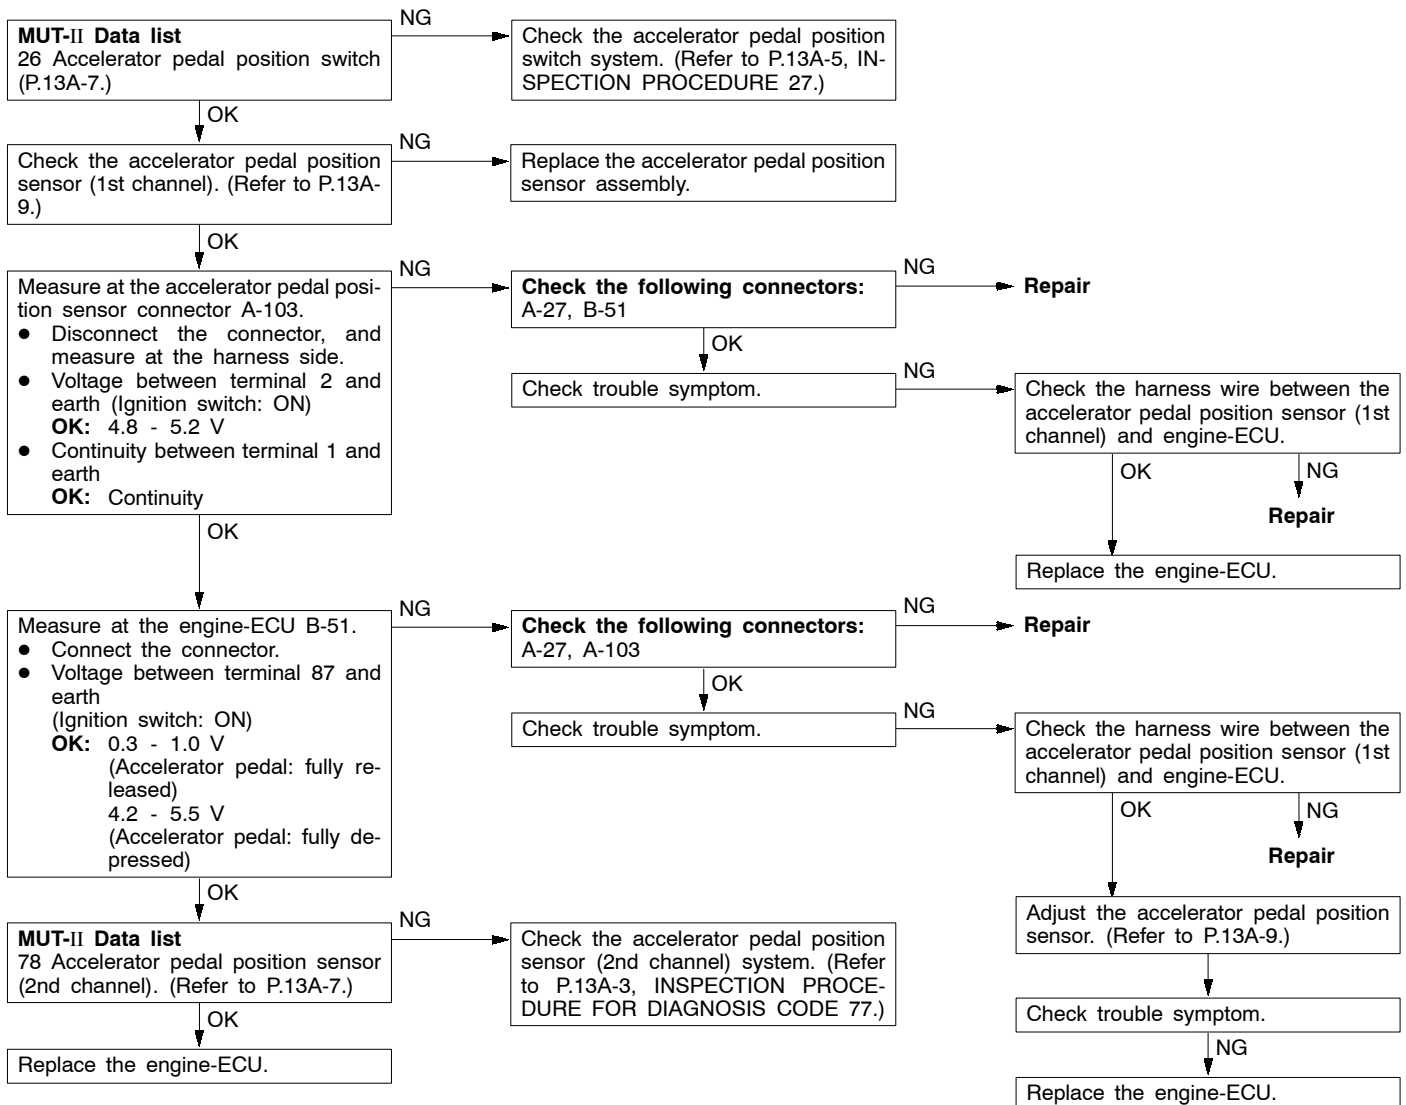 MUT-II Data list
26 Accelerator pedal position switch
(P.13A-7.)
NG
Check the accelerator pedal position
switch system. (Refer to P.13A-5, IN-
SPECTION PROCEDURE 27.)
OK
Check the accelerator pedal position
sensor (1st channel). (Refer to P.13A-
9.)
NG
Replace the accelerator pedal position
sensor assembly.
OK
Measure at the accelerator pedal posi-
tion sensor connector A-103.
● Disconnect the connector, and
measure at the harness side.
● Voltage between terminal 2 and
earth (Ignition switch: ON)
OK: 4.8 - 5.2 V
● Continuity between terminal 1 and
earth
OK: Continuity
NG
Check the following connectors:
A-27, B-51
NG
Repair
OK
Check trouble symptom.
NG
Check the harness wire between the
accelerator pedal position sensor (1st
channel) and engine-ECU.
OK
NG
Repair
Replace the engine-ECU.
OK
Measure at the engine-ECU B-51.
● Connect the connector.
● Voltage between terminal 87 and
earth
(Ignition switch: ON)
OK: 0.3 - 1.0 V
(Accelerator pedal: fully re-
leased)
4.2 - 5.5 V
(Accelerator pedal: fully de-
pressed)
NG
Check the following connectors:
A-27, A-103
NG
Repair
OK
Check trouble symptom.
NG
Check the harness wire between the
accelerator pedal position sensor (1st
channel) and engine-ECU.
OK
NG
Repair
Adjust the accelerator pedal position
sensor. (Refer to P.13A-9.)
Check trouble symptom.
NG
Replace the engine-ECU.
OK
MUT-II Data list
78 Accelerator pedal position sensor
(2nd channel). (Refer to P.13A-7.)
NG
Check the accelerator pedal position
sensor (2nd channel) system. (Refer
to P.13A-3, INSPECTION PROCE-
DURE FOR DIAGNOSIS CODE 77.)
OK
Replace the engine-ECU.